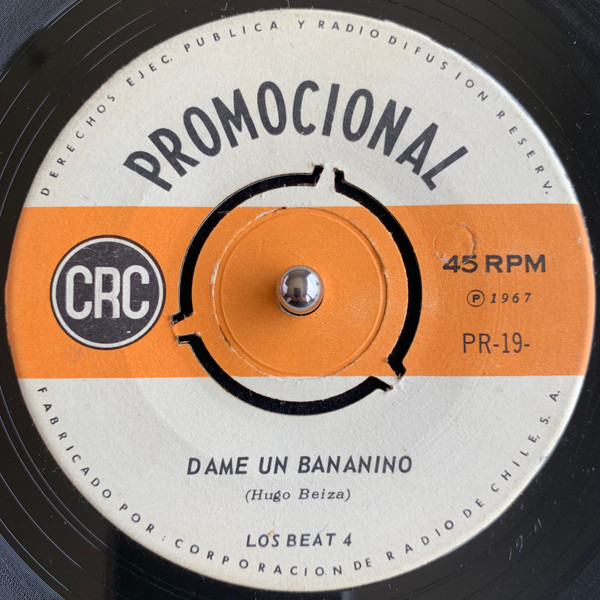 DERECHOS EJEC. PUBLICA Y RADIODIFUSION RESERV.
PROMOCIONAL
CRC
45 RPM
Ⓟ 1967
PR-19-
DAME UN BANANINO
(Hugo Beiza)
LOS BEAT 4
FABRICADO POR: CORPORACION DE RADIO DE CHILE, S. A.